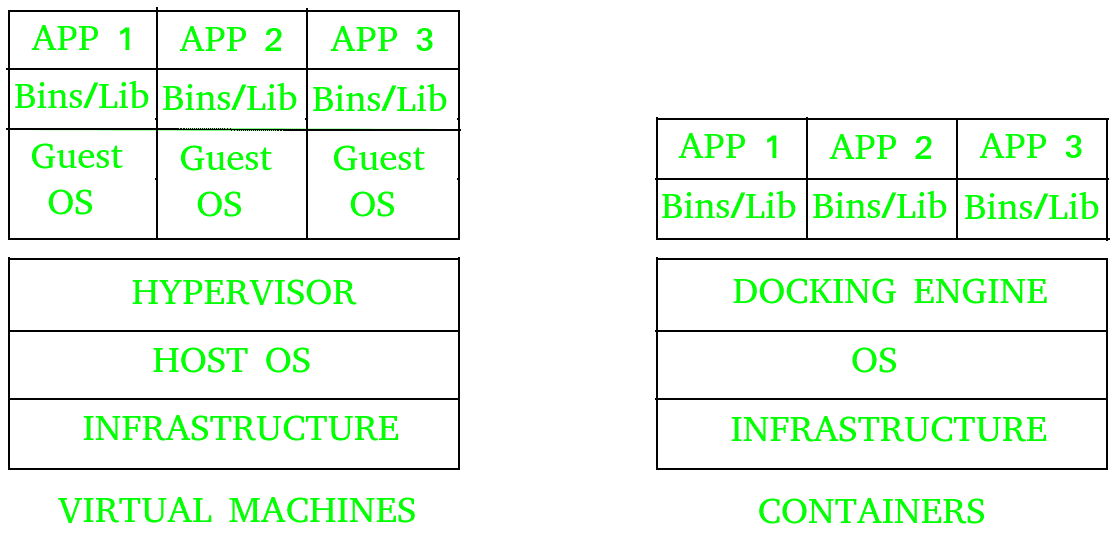 APP 1 APP 2 APP 3
Bins/Lib Bins/Lib Bins/Lib
Guest Guest Guest
OS OS OS
HYPERVISOR
HOST OS
INFRASTRUCTURE
VIRTUAL MACHINES
APP 1 APP 2 APP 3
Bins/Lib Bins/Lib Bins/Lib
DOCKING ENGINE
OS
INFRASTRUCTURE
CONTAINERS